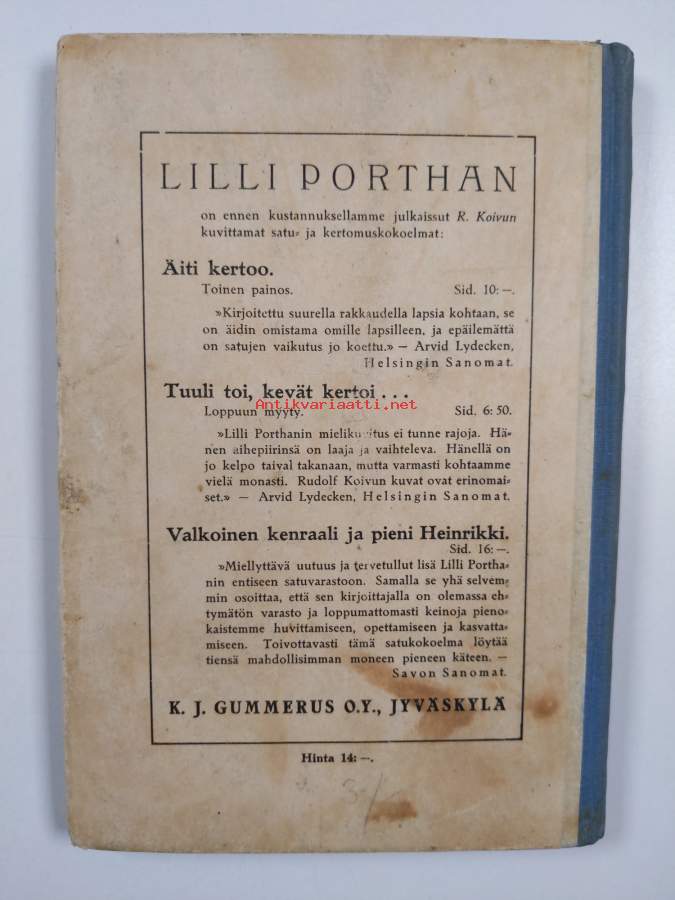 LILLI PORTHAN
on ennen kustannuksellamme julkaissut R. Koivun
kuvittamat satu- ja kertomuskokoelmat:
Äiti kertoo.
Toinen painos. Sid. 10:—.
»Kirjoitettu suurella rakkaudella lapsia kohtaan, se
on äidin omistama omille lapsilleen, ja epäilemättä
on satujen vaikutus jo koettu.» — Arvid Lydecken,
Helsingin Sanomat.
Tuuli toi, kevät kertoi...
Antikvariaatti.net
Loppuun myyty. Sid. 6:50.
»Lilli Porthanin mielikuvitus ei tunne rajoja. Hä-
nen aihepiirinsä on laaja ja vaihteleva. Hänellä on
jo kelpo taival takanaan, mutta varmasti kohtaamme
vielä monasti. Rudolf Koivun kuvat ovat erinomai-
set.» — Arvid Lydecken, Helsingin Sanomat.
Valkoinen kenraali ja pieni Heinrikki.
Sid. 16:—.
»Miellyttävä uutuus ja tervetullut lisä Lilli Portha-
nin entiseen satuvarastoon. Samalla se yhä selvem-
min osoittaa, että sen kirjoittajalla on olemassa eh-
tymätön varasto ja loppumattomasti keinoja pieno-
kaistemme huvittamiseen, opettamiseen ja kasvatta-
miseen. Toivottavasti tämä satukokoelma löytää
tiensä mahdollisimman moneen pieneen käteen. —
Savon Sanomat.
K. J. GUMMERUS O.Y., JYVÄSKYLÄ
Hinta 14:—.